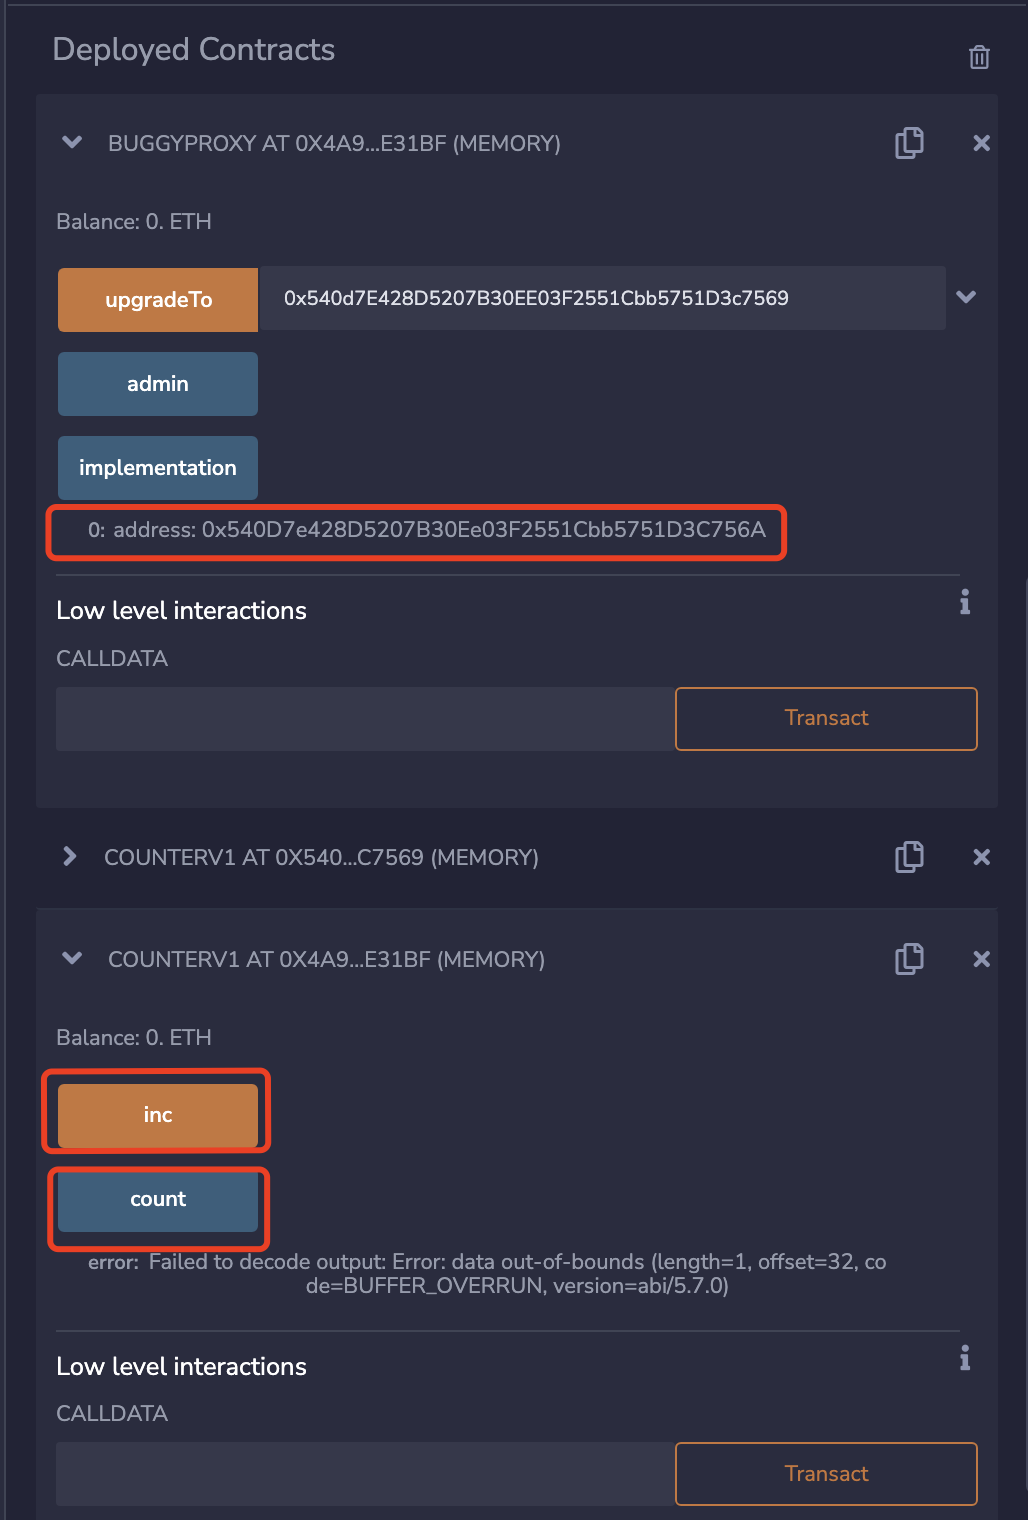 Deployed Contracts
BUGGYPROXY AT 0X4A9...E31BF (MEMORY)
Balance: 0. ETH
upgradeTo
0x540d7E428D5207B30EE03F2551Cbb5751D3c7569
admin
implementation
0: address: 0x540D7e428D5207B30Ee03F2551Cbb5751D3C756A
Low level interactions
CALLDATA
Transact
COUNTERV1 AT 0X540...C7569 (MEMORY)
COUNTERV1 AT 0X4A9...E31BF (MEMORY)
Balance: 0. ETH
inc
count
error: Failed to decode output: Error: data out-of-bounds (length=1, offset=32, co
de=BUFFER_OVERRUN, version=abi/5.7.0)
Low level interactions
CALLDATA
Transact